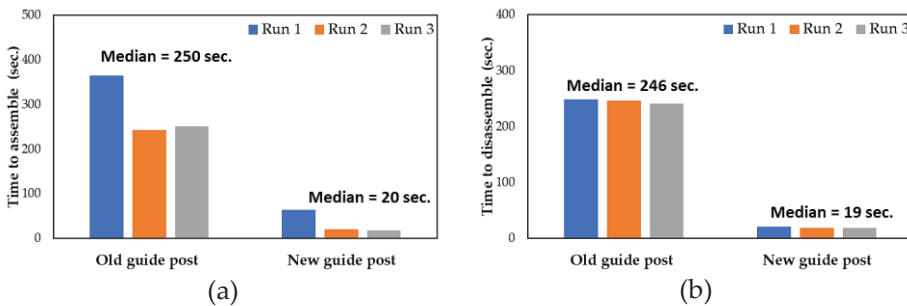 500
400
300
200
100
0
Time to assemble (sec.)
Run 1 Run 2 Run 3
Median = 250 sec.
Median = 20 sec.
Old guide post New guide post
(a)
400
300
200
100
0
Time to disassemble (sec.)
Run 1 Run 2 Run 3
Median = 246 sec.
Median = 19 sec.
Old guide post New guide post
(b)